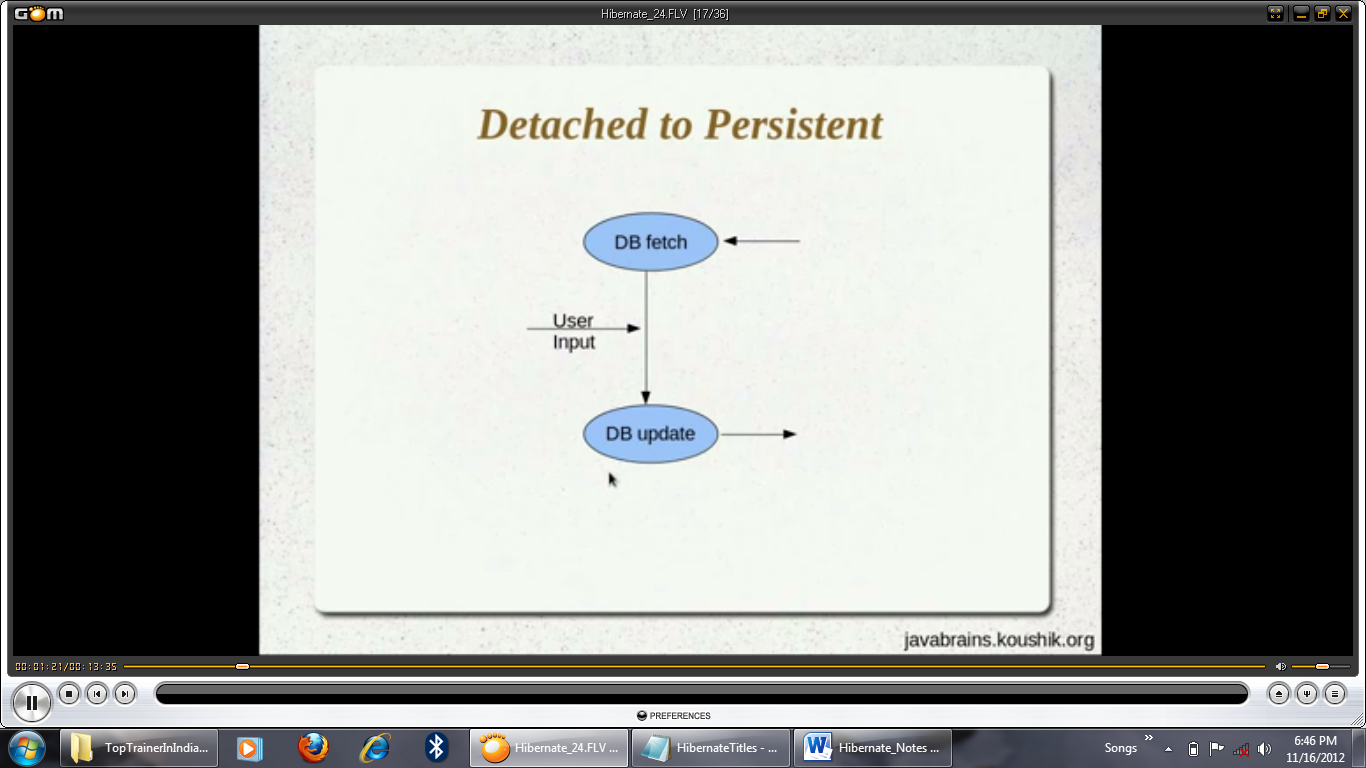 GOM
Hibernate_24.FLV [17/36]
Detached to Persistent
DB fetch
User
Input
DB update
javabrains.koushik.org
00:01:21/00:13:35
PREFERENCES
TopTrainerInIndia...
Hibernate_24.FLV ...
HibernateTitles - ...
Hibernate_Notes ...
Songs
6:46 PM
11/16/2012